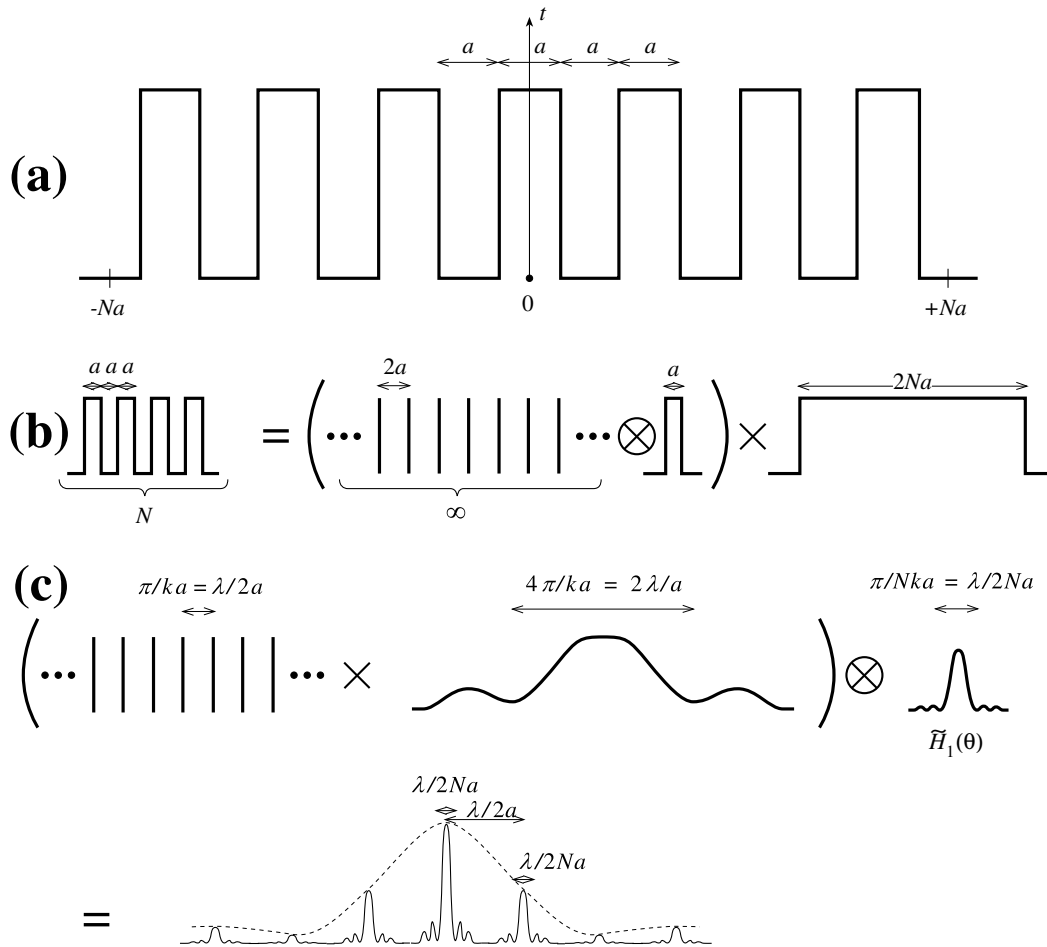 t
a a a a
(a)
-Na 0 +Na
a a a 2a a 2Na
(b) = ( ••• ••• ⊗ ) ×
N ∞
(c)
π/ka = λ/2a 4π/ka = 2λ/a π/Nka = λ/2Na
( ••• ••• × ) ⊗
H̃₁(θ)
λ/2Na
λ/2a
λ/2Na
=